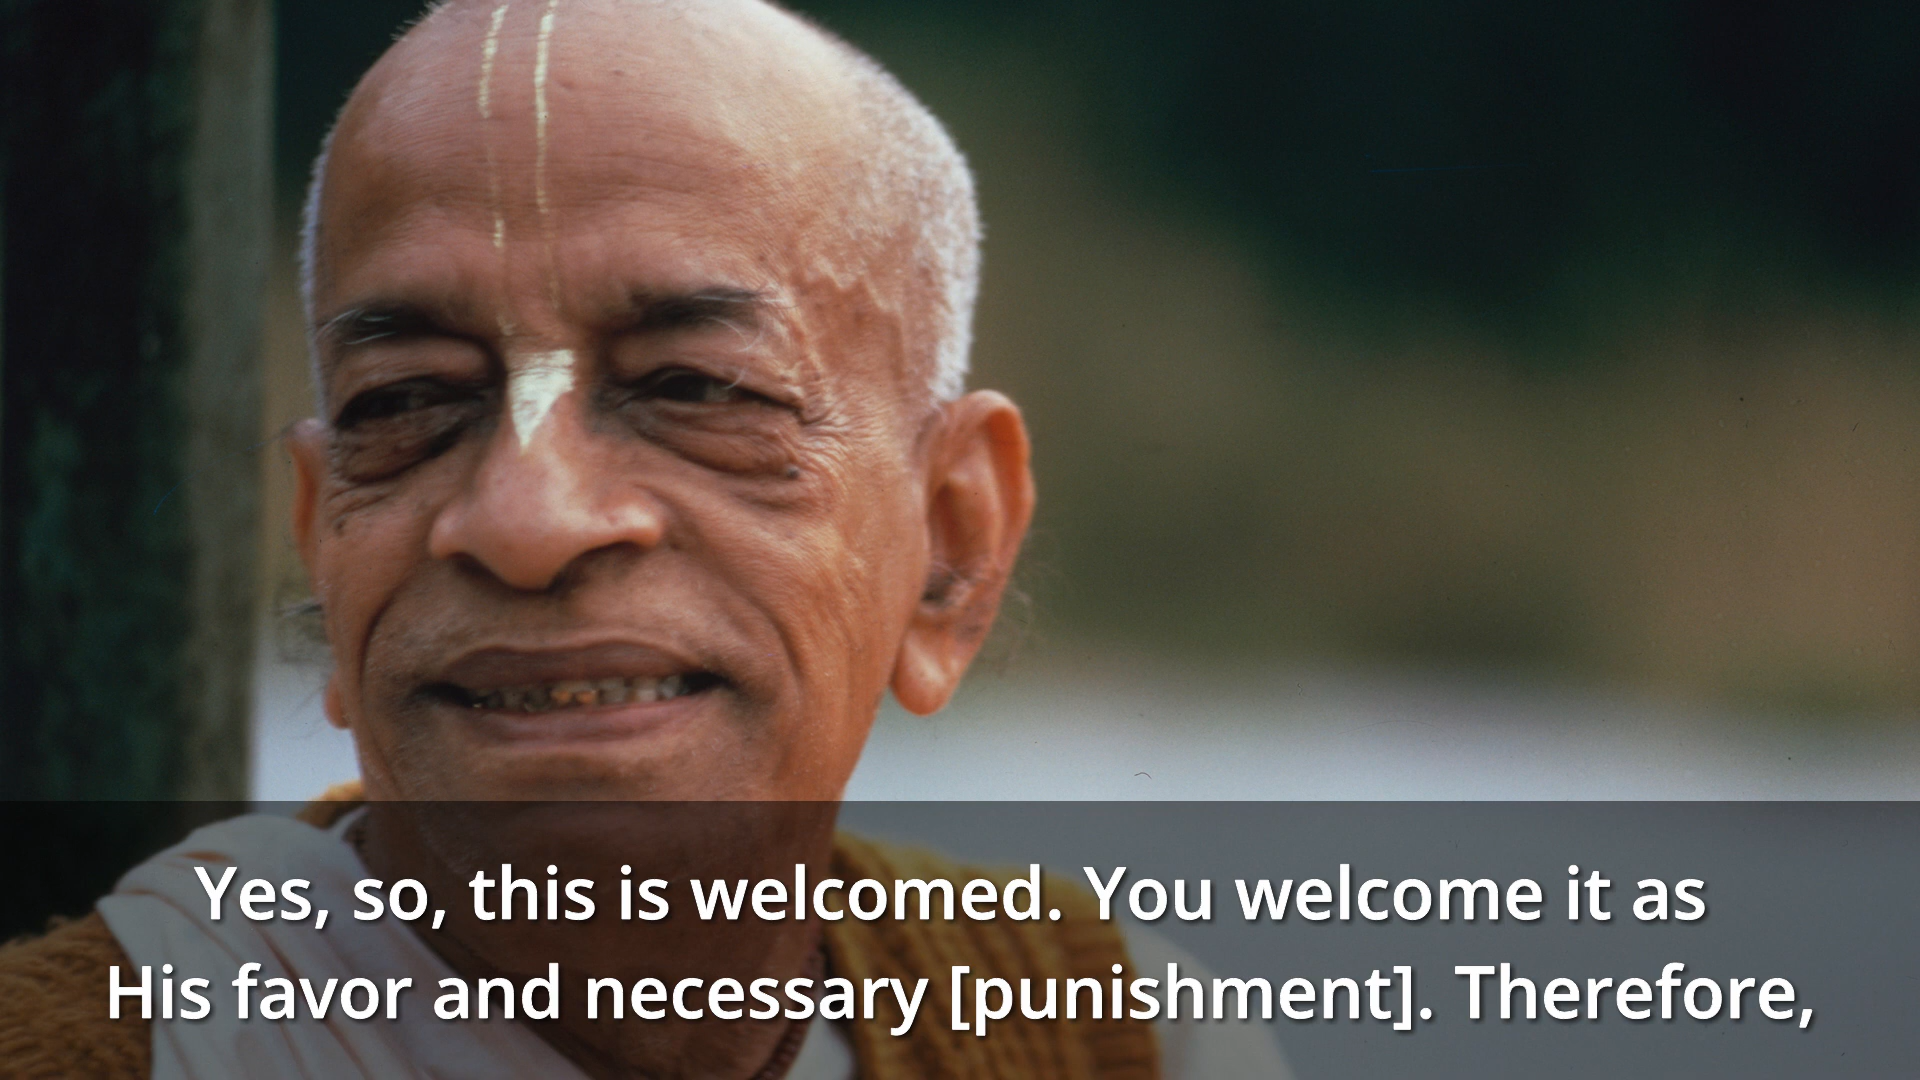 Yes, so, this is welcomed. You welcome it as
His favor and necessary [punishment]. Therefore,